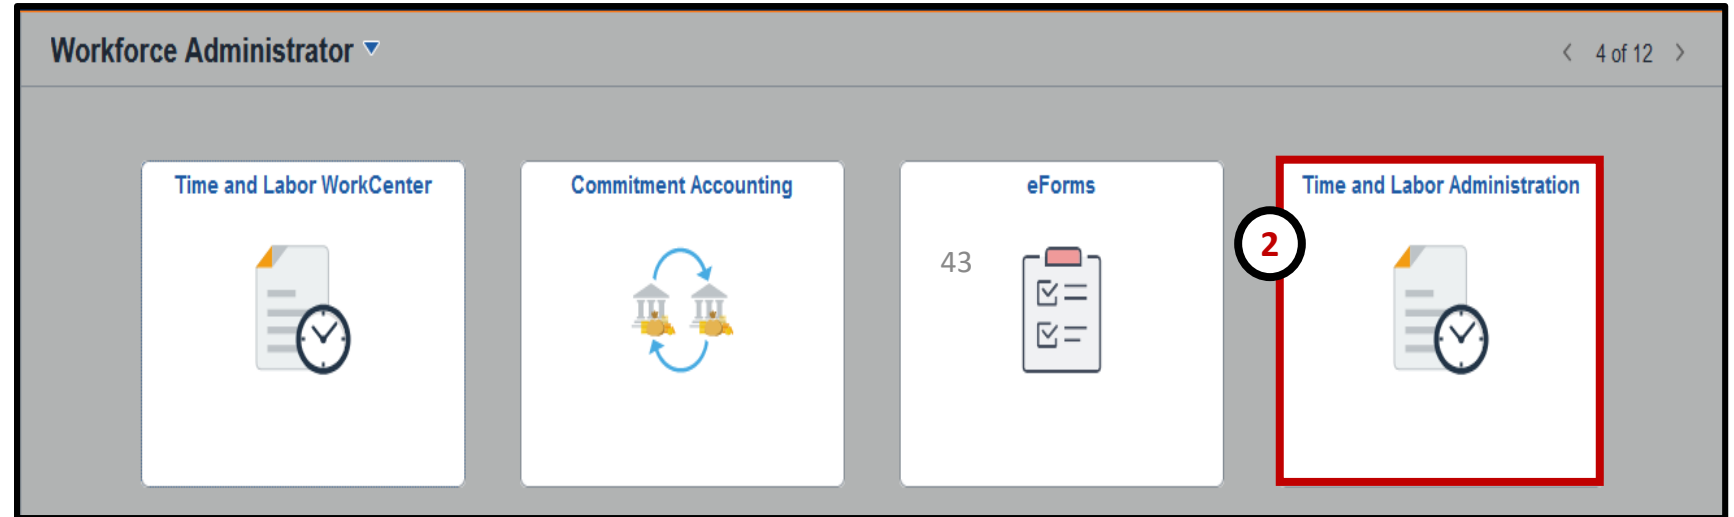 Workforce Administrator
4 of 12
Time and Labor WorkCenter
Commitment Accounting
eForms
Time and Labor Administration
43
2